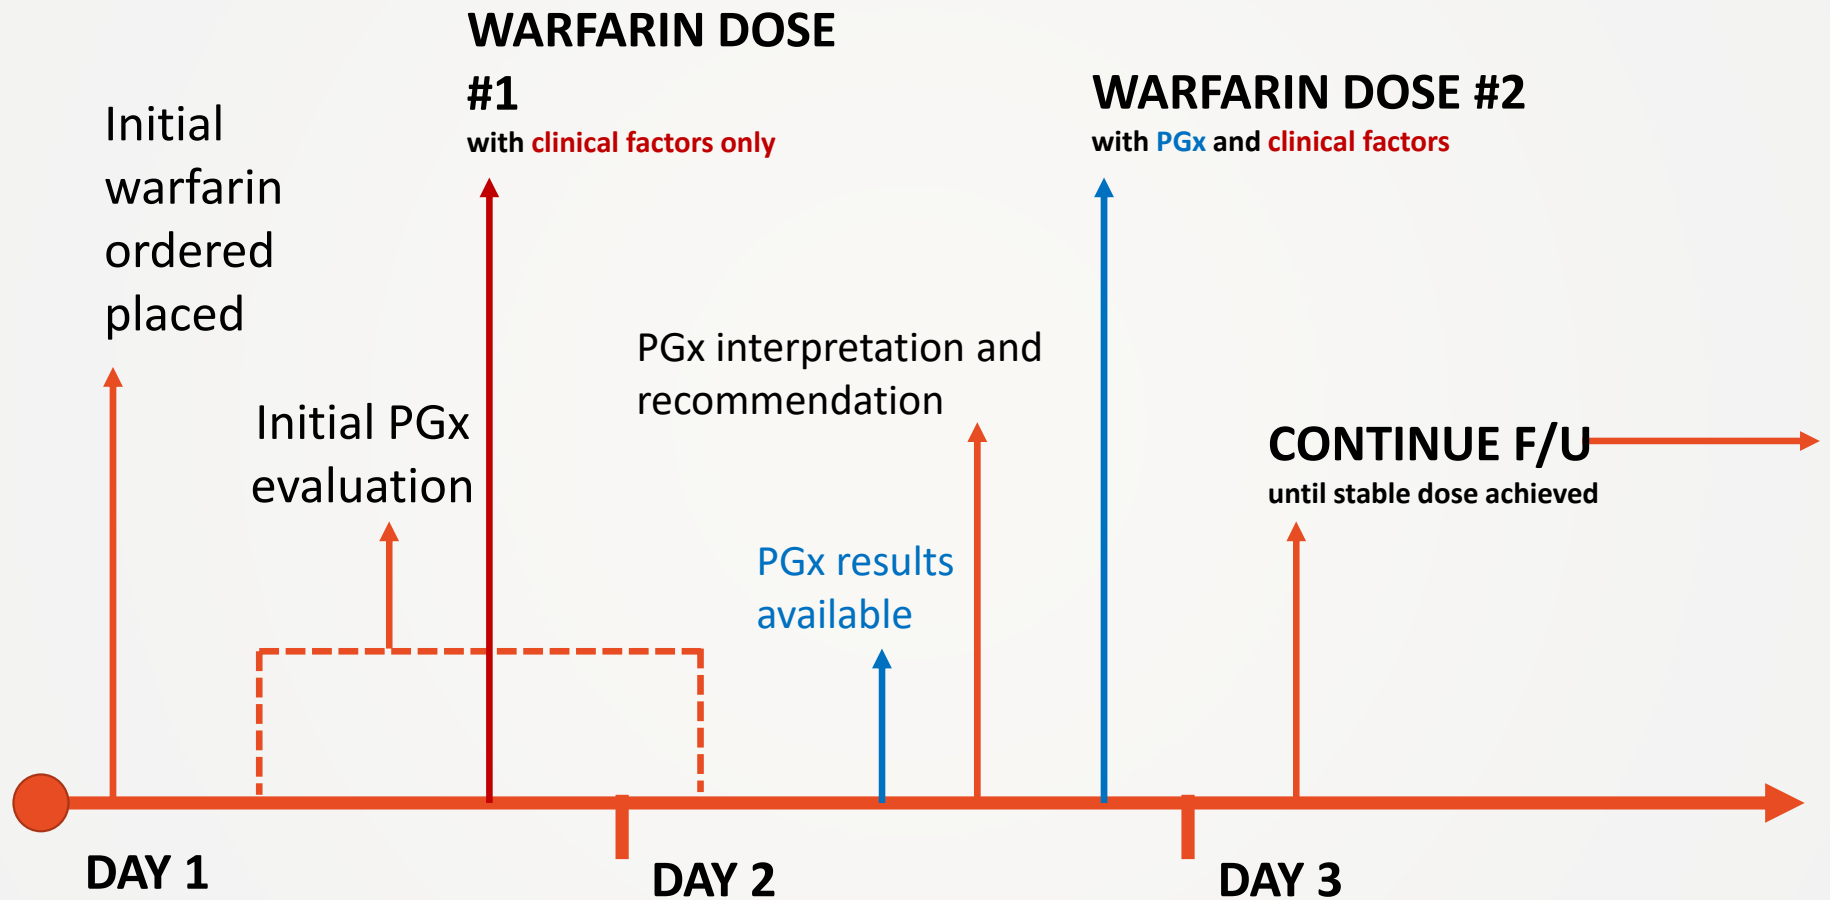 WARFARIN DOSE
#1
with clinical factors only
WARFARIN DOSE #2
with PGx and clinical factors
Initial
warfarin
ordered
placed
Initial PGx
evaluation
PGx interpretation and
recommendation
PGx results
available
CONTINUE F/U
until stable dose achieved
DAY 1
DAY 2
DAY 3